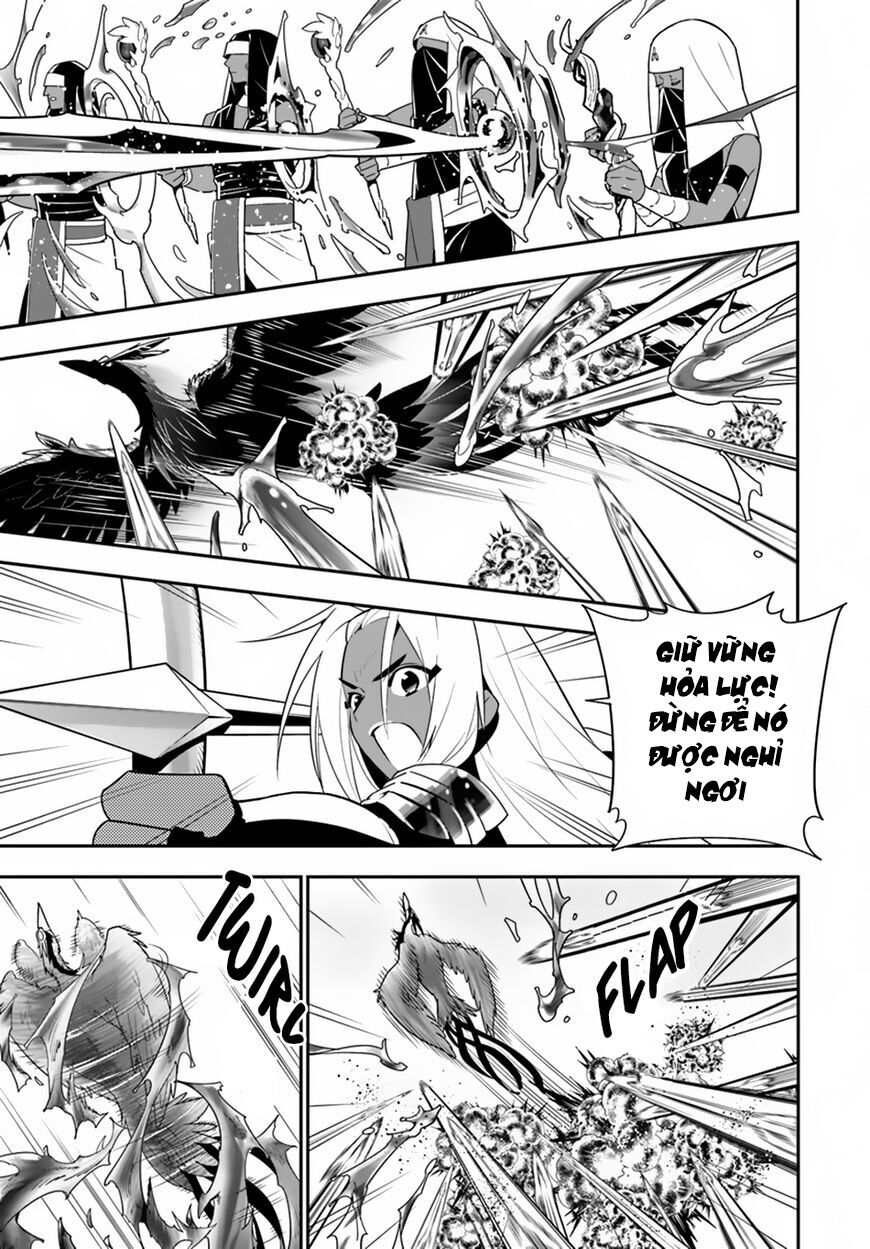 GIỮ VỮNG
HỎA LỰC!
ĐỪNG ĐỂ NÓ
ĐƯỢC NGHỈ
NGƠI
FLAP
TWIRL